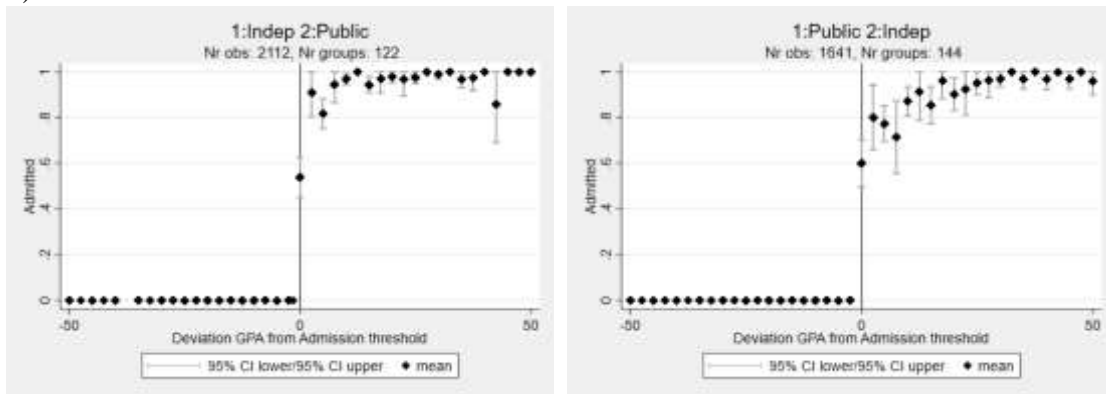 1:Indep 2:Public
Nr obs: 2112, Nr groups: 122
1
.8
.6
.4
.2
0
Admitted
-50
0
50
Deviation GPA from Admission threshold
95% CI lower/95% CI upper
mean
1:Public 2:Indep
Nr obs: 1641, Nr groups: 144
1
.8
.6
.4
.2
0
Admitted
-50
0
50
Deviation GPA from Admission threshold
95% CI lower/95% CI upper
mean